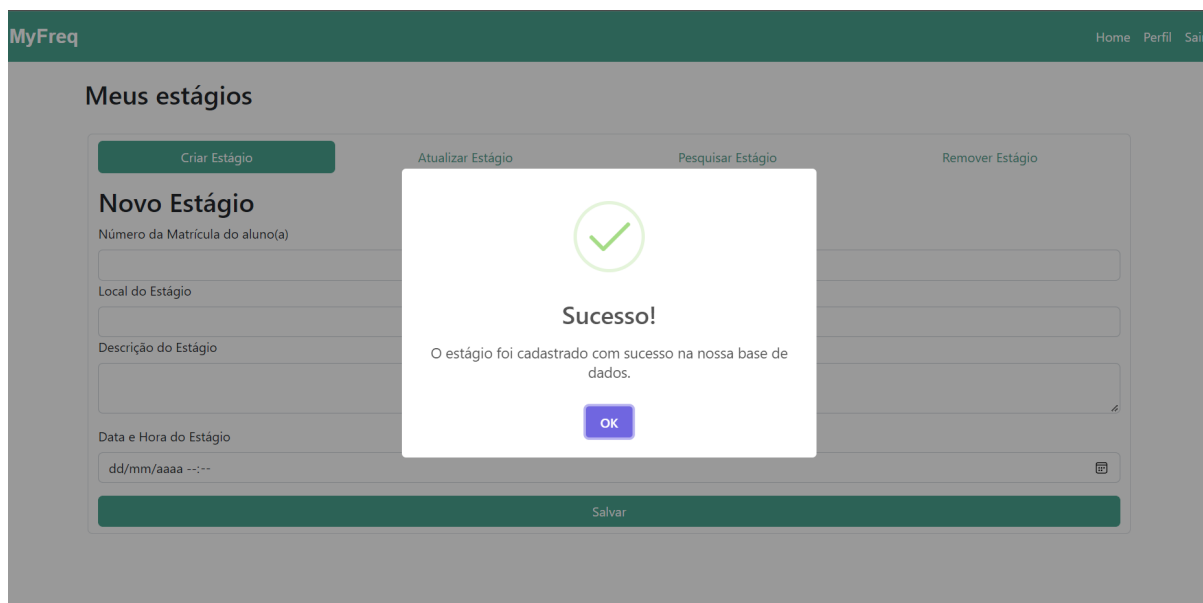 MyFreq
Home Perfil Sair
Meus estágios
Criar Estágio Atualizar Estágio Pesquisar Estágio Remover Estágio
Novo Estágio
Número da Matrícula do aluno(a)
Local do Estágio
Descrição do Estágio
Data e Hora do Estágio
dd/mm/aaaa --:--
Salvar
Sucesso!
O estágio foi cadastrado com sucesso na nossa base de
dados.
OK